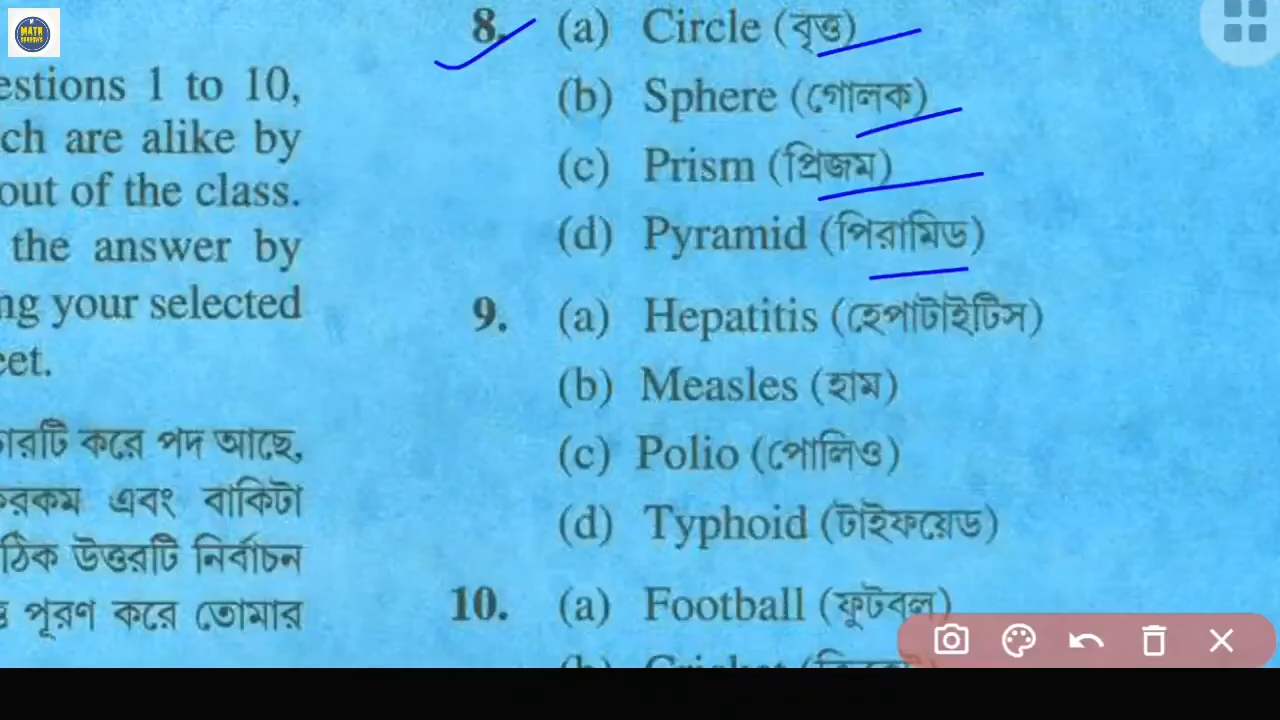 MATH
estions 1 to 10,
ch are alike by
out of the class.
the answer by
ng your selected
eet.
চারটি করে পদ আছে,
করকম এবং বাকিটা
ঠিক উত্তরটি নির্বাচন
পূরণ করে তোমার
8. (a) Circle (বৃত্ত)
(b) Sphere (গোলক)
(c) Prism (প্রিজম)
(d) Pyramid (পিরামিড)
9. (a) Hepatitis (হেপাটাইটিস)
(b) Measles (হাম)
(c) Polio (পোলিও)
(d) Typhoid (টাইফয়েড)
10. (a) Football (ফুটবল)
(b) Cricket